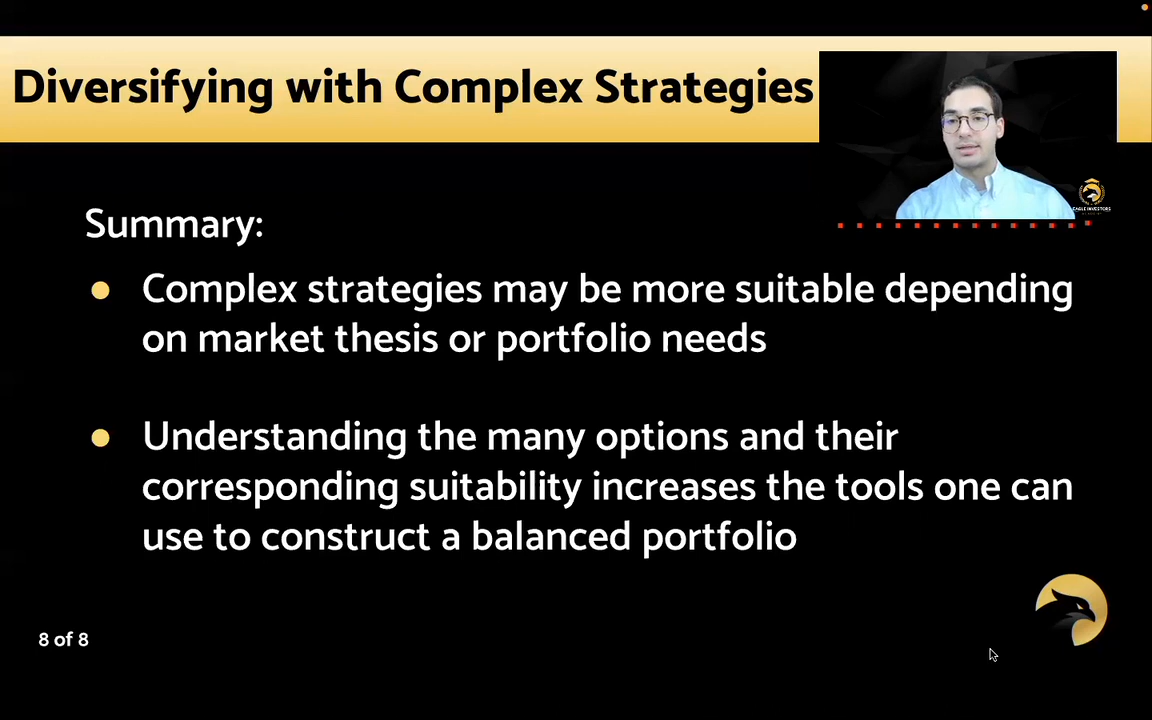 Diversifying with Complex Strategies
EAGLE INVESTORS
Summary:
Complex strategies may be more suitable depending
on market thesis or portfolio needs
Understanding the many options and their
corresponding suitability increases the tools one can
use to construct a balanced portfolio
8 of 8